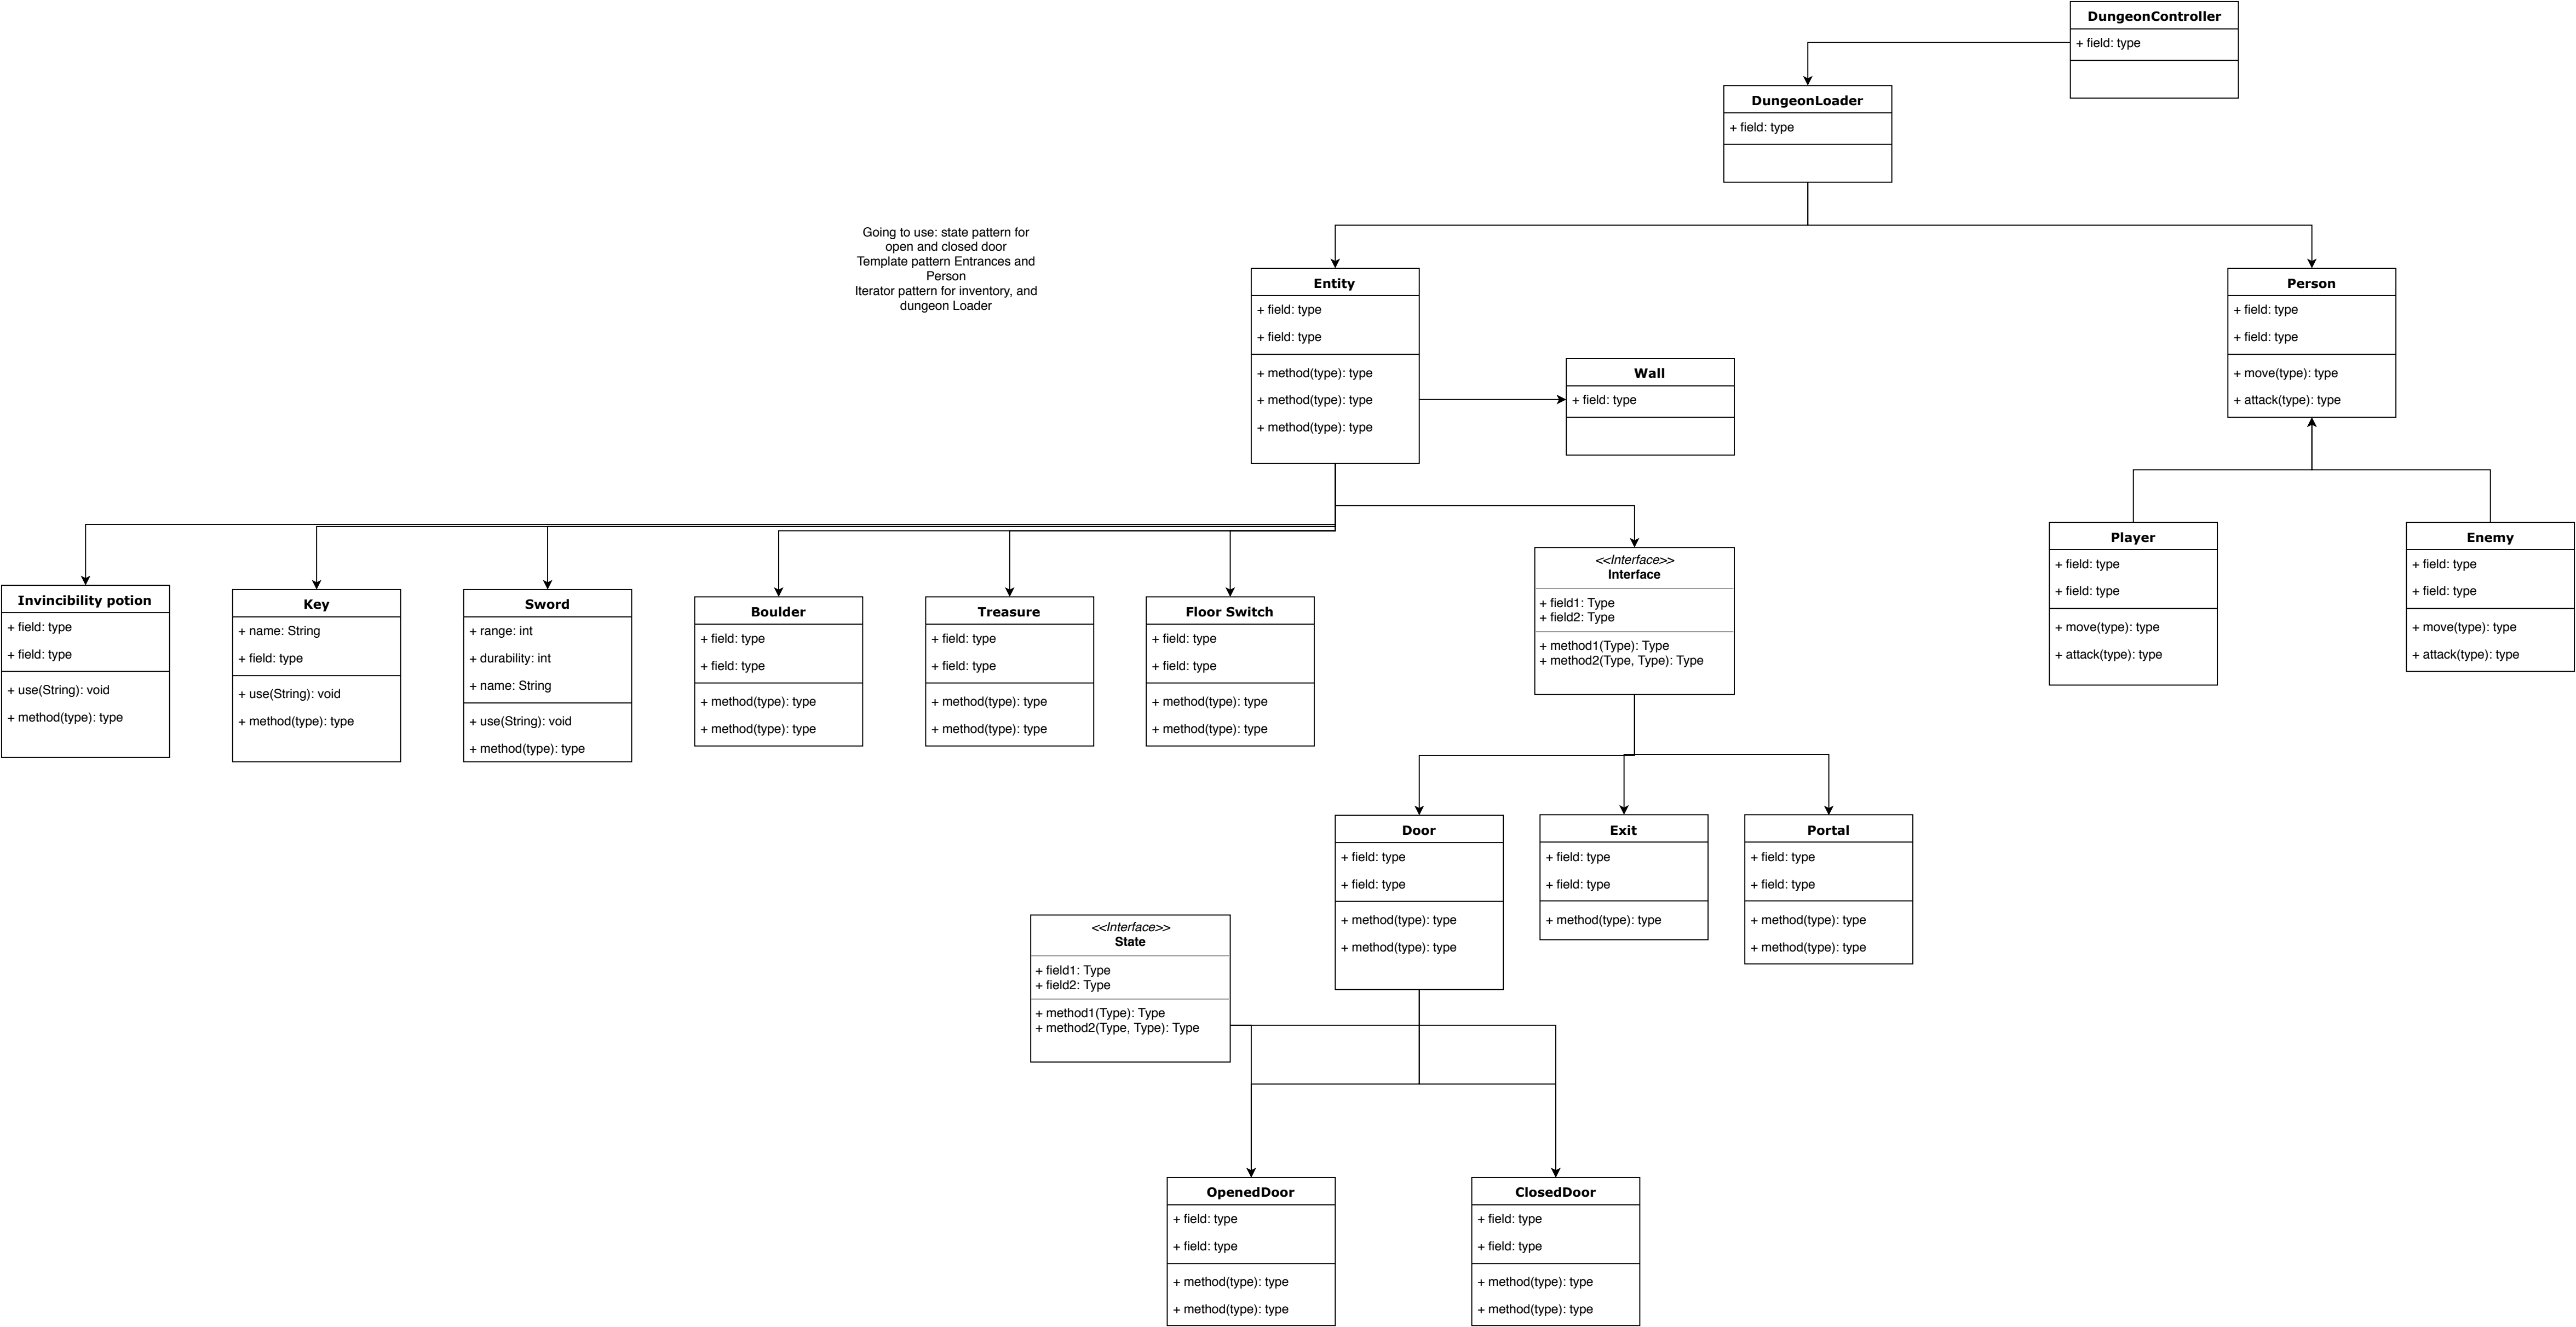 DungeonController
+ field: type
DungeonLoader
+ field: type
Going to use: state pattern for
open and closed door
Template pattern Entrances and
Person
Iterator pattern for inventory, and
dungeon Loader
Entity
+ field: type
+ field: type
+ method(type): type
+ method(type): type
+ method(type): type
Wall
+ field: type
Person
+ field: type
+ field: type
+ move(type): type
+ attack(type): type
Player
+ field: type
+ field: type
+ move(type): type
+ attack(type): type
Enemy
+ field: type
+ field: type
+ move(type): type
+ attack(type): type
Invincibility potion
+ field: type
+ field: type
+ use(String): void
+ method(type): type
Key
+ name: String
+ field: type
+ use(String): void
+ method(type): type
Sword
+ range: int
+ durability: int
+ name: String
+ use(String): void
+ method(type): type
Boulder
+ field: type
+ field: type
+ method(type): type
+ method(type): type
Treasure
+ field: type
+ field: type
+ method(type): type
+ method(type): type
Floor Switch
+ field: type
+ field: type
+ method(type): type
+ method(type): type
<<Interface>>
Interface
+ field1: Type
+ field2: Type
+ method1(Type): Type
+ method2(Type, Type): Type
Door
+ field: type
+ field: type
+ method(type): type
+ method(type): type
Exit
+ field: type
+ field: type
+ method(type): type
Portal
+ field: type
+ field: type
+ method(type): type
+ method(type): type
<<Interface>>
State
+ field1: Type
+ field2: Type
+ method1(Type): Type
+ method2(Type, Type): Type
OpenedDoor
+ field: type
+ field: type
+ method(type): type
+ method(type): type
ClosedDoor
+ field: type
+ field: type
+ method(type): type
+ method(type): type